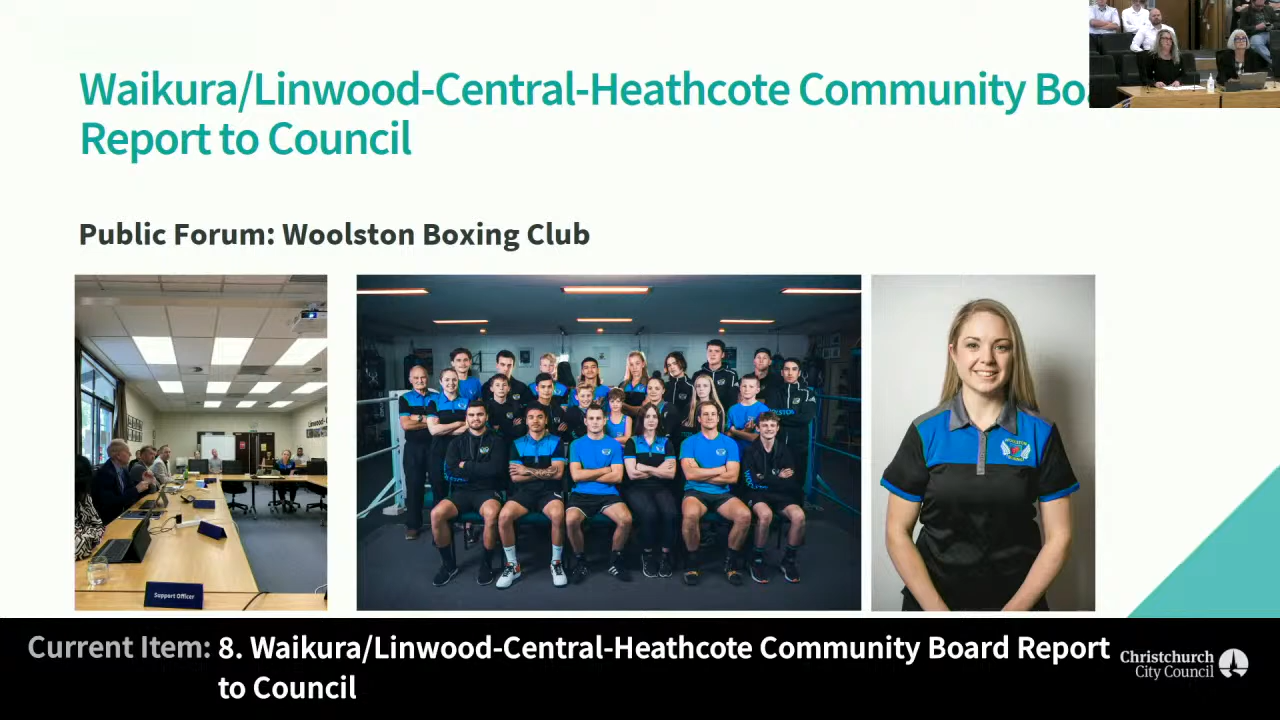 Waikura/Linwood-Central-Heathcote Community Bo
Report to Council
Public Forum: Woolston Boxing Club
Support Officer
Current Item: 8. Waikura/Linwood-Central-Heathcote Community Board Report
to Council
Christchurch
City Council